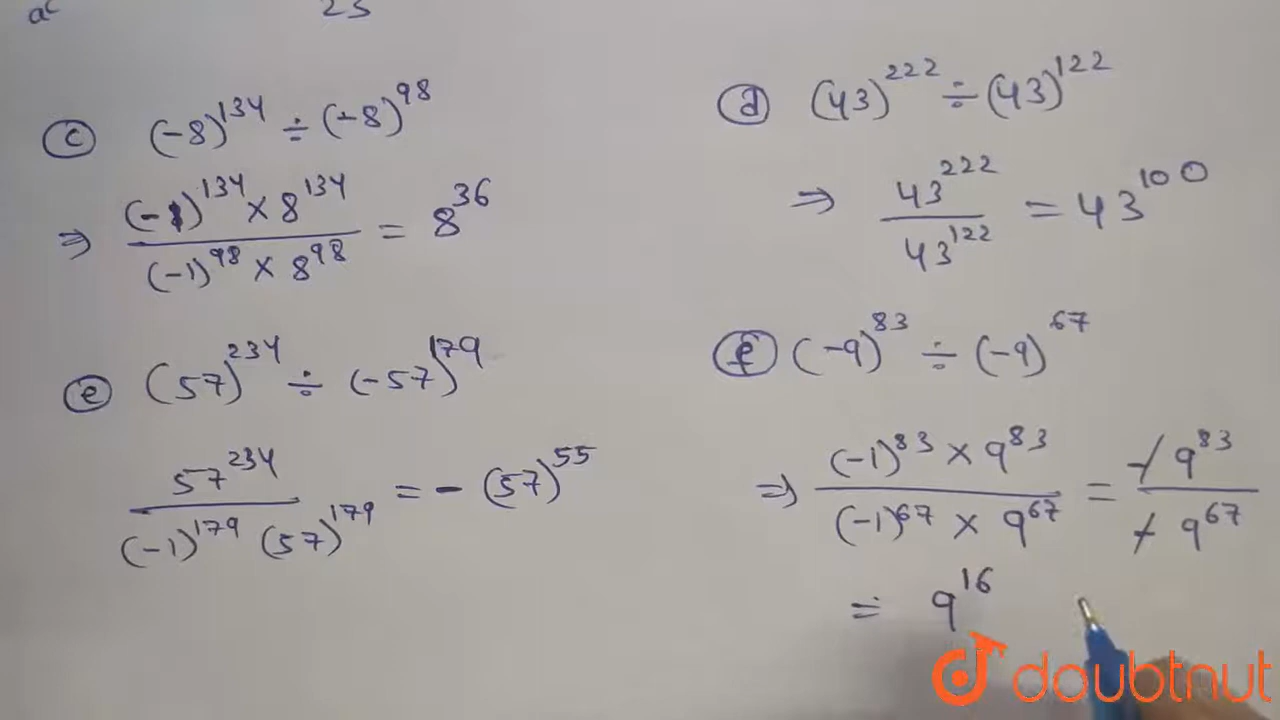 a^c 25
(c) (-8)^134 ÷ (-8)^98
⇒ (-1)^134 × 8^134 / (-1)^98 × 8^98 = 8^36
(d) (43)^222 ÷ (43)^122
⇒ 43^222 / 43^122 = 43^100
(e) (57)^234 ÷ (-57)^179
57^234 / (-1)^179 (57)^179 = - (57)^55
(f) (-9)^83 ÷ (-9)^67
⇒ (-1)^83 × 9^83 / (-1)^67 × 9^67 = - 9^83 / - 9^67
= 9^16
doubtnut